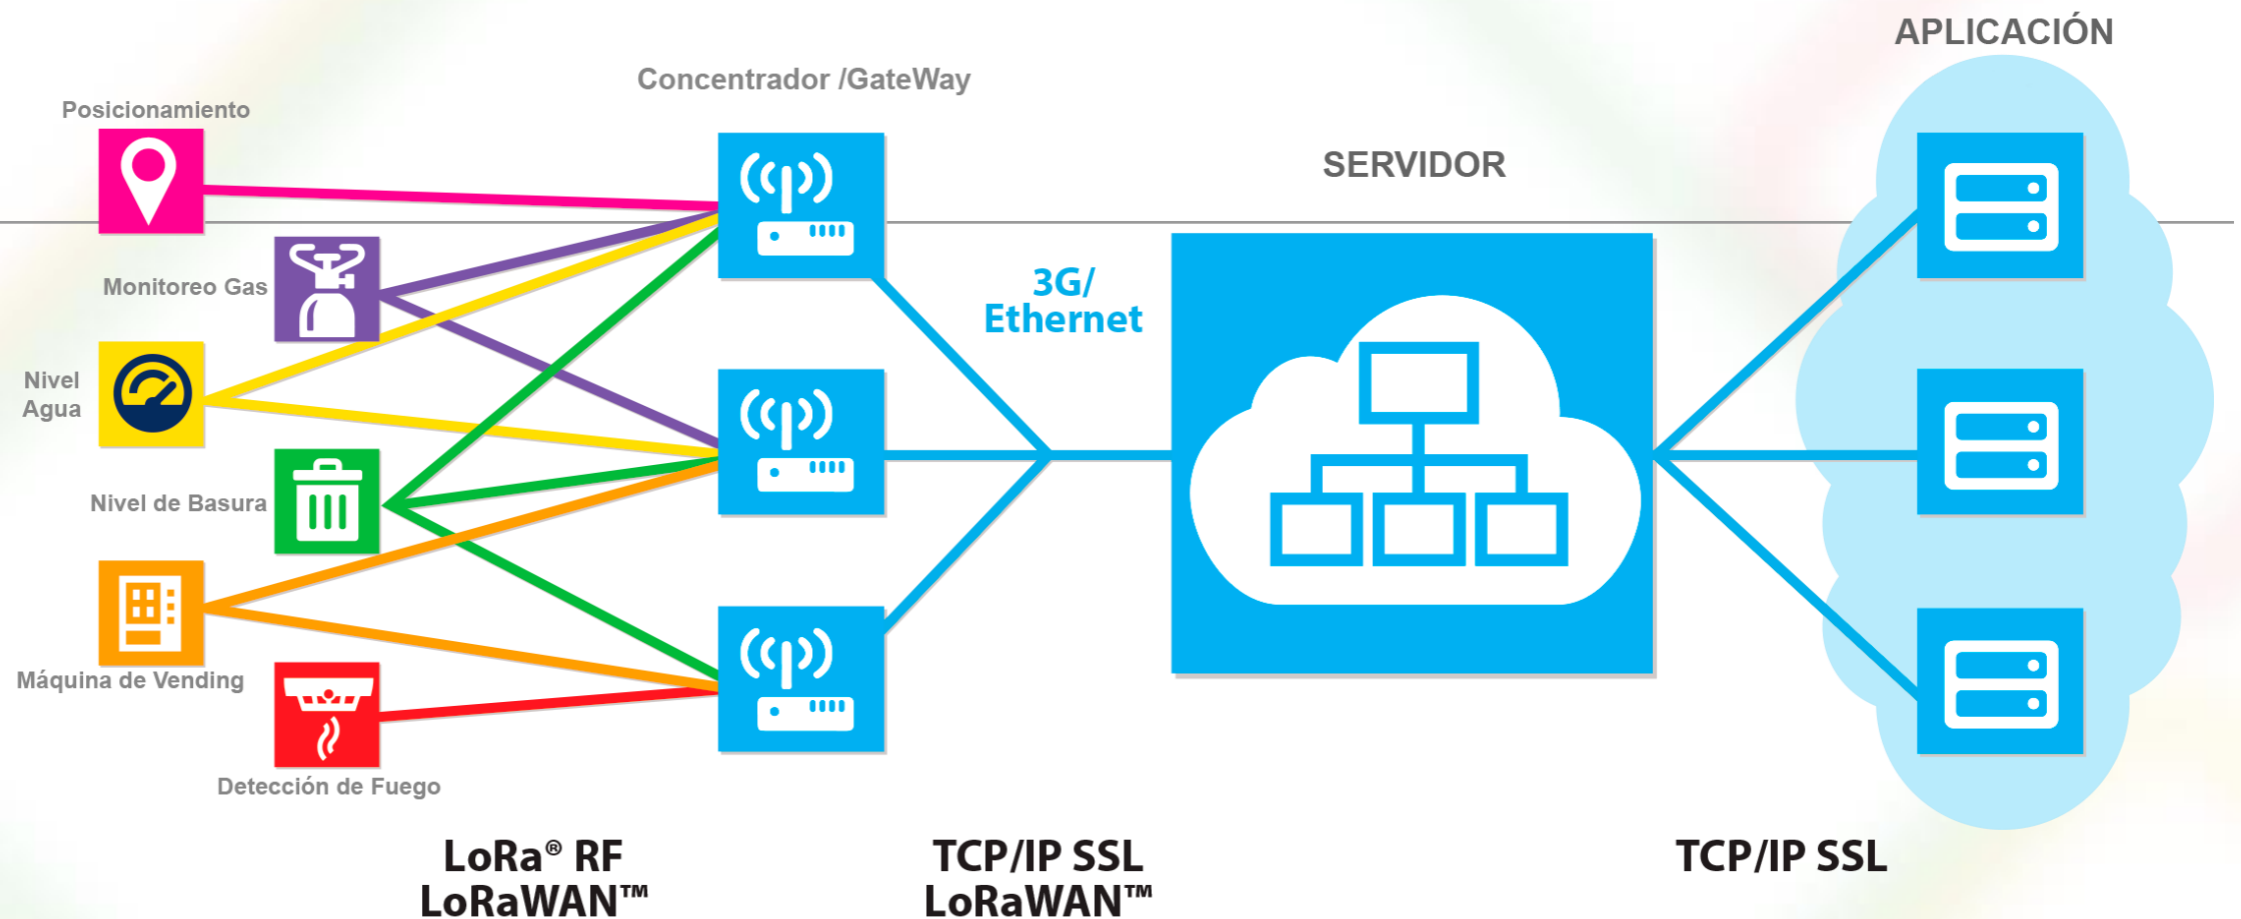 APLICACIÓN
Concentrador /GateWay
Posicionamiento
SERVIDOR
Monitoreo Gas
3G/
Ethernet
Nivel
Agua
Nivel de Basura
Máquina de Vending
Detección de Fuego
LoRa® RF
LoRaWAN™
TCP/IP SSL
LoRaWAN™
TCP/IP SSL